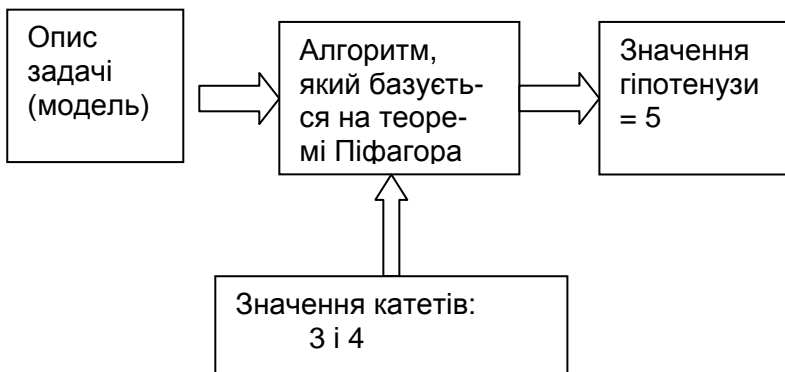 Опис
задачі
(модель)
Алгоритм,
який базуєть-
ся на теоре-
мі Піфагора
Значення
гіпотенузи
= 5
Значення катетів:
3 і 4